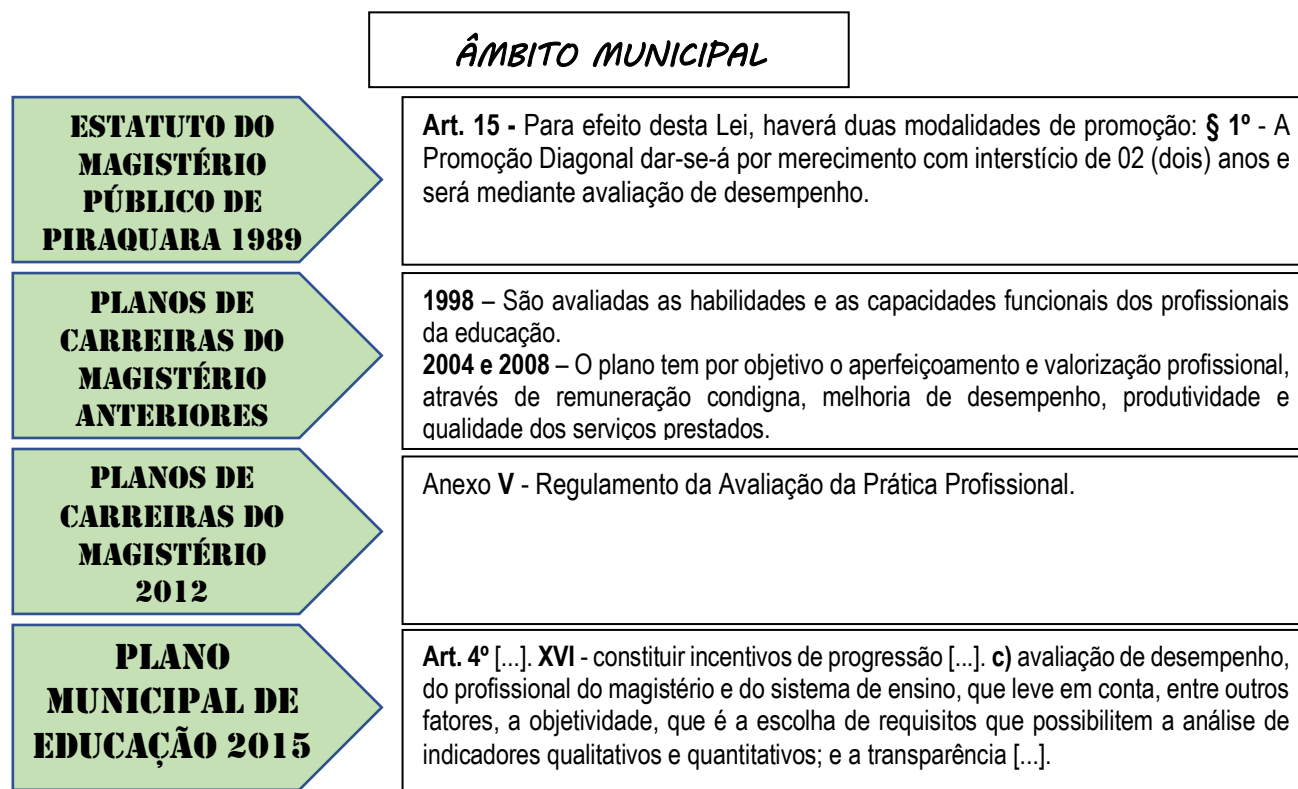 ÂMBITO MUNICIPAL
ESTATUTO DO
MAGISTÉRIO
PÚBLICO DE
PIRAQUARA 1989
Art. 15 - Para efeito desta Lei, haverá duas modalidades de promoção: § 1º - A
Promoção Diagonal dar-se-á por merecimento com interstício de 02 (dois) anos e
será mediante avaliação de desempenho.
PLANOS DE
CARREIRAS DO
MAGISTÉRIO
ANTERIORES
1998 – São avaliadas as habilidades e as capacidades funcionais dos profissionais
da educação.
2004 e 2008 – O plano tem por objetivo o aperfeiçoamento e valorização profissional,
através de remuneração condigna, melhoria de desempenho, produtividade e
qualidade dos serviços prestados.
PLANOS DE
CARREIRAS DO
MAGISTÉRIO
2012
Anexo V - Regulamento da Avaliação da Prática Profissional.
PLANO
MUNICIPAL DE
EDUCAÇÃO 2015
Art. 4º [...]. XVI - constituir incentivos de progressão [...]. c) avaliação de desempenho,
do profissional do magistério e do sistema de ensino, que leve em conta, entre outros
fatores, a objetividade, que é a escolha de requisitos que possibilitem a análise de
indicadores qualitativos e quantitativos; e a transparência [...].